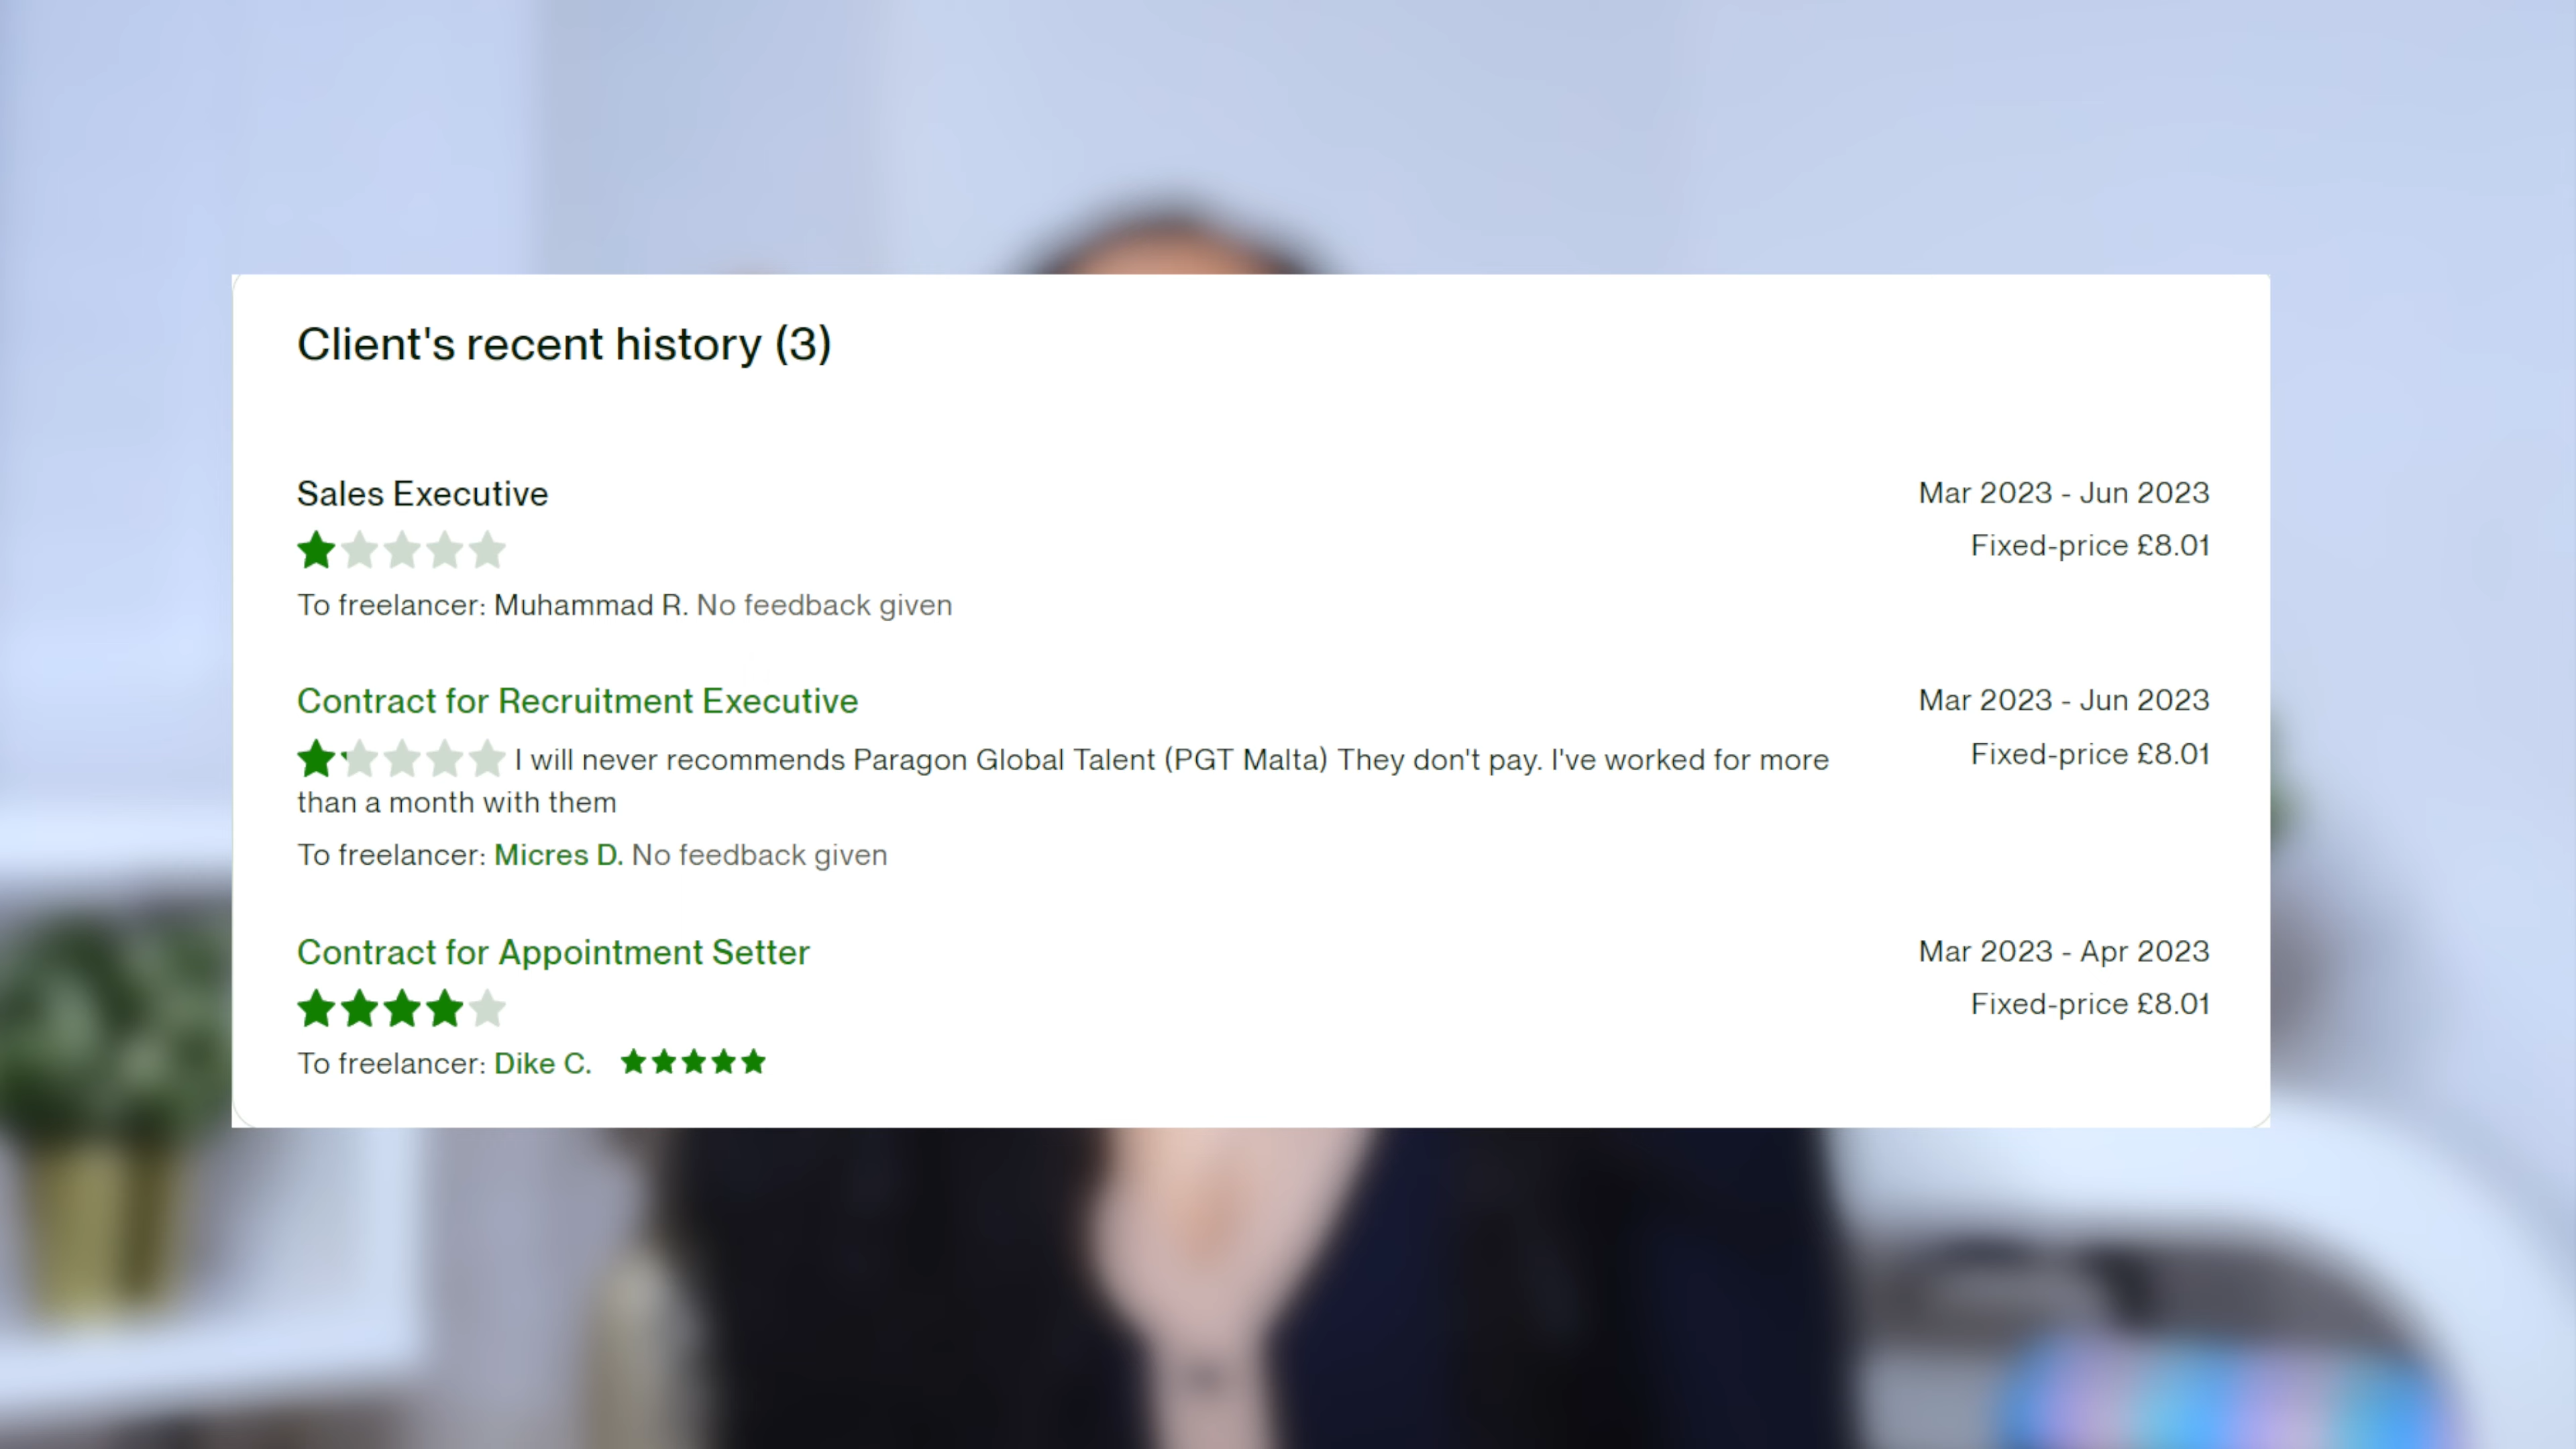 Client's recent history (3)
Sales Executive
Mar 2023 - Jun 2023
Fixed-price £8.01
To freelancer: Muhammad R. No feedback given
Contract for Recruitment Executive
Mar 2023 - Jun 2023
I will never recommends Paragon Global Talent (PGT Malta) They don't pay. I've worked for more
Fixed-price £8.01
than a month with them
To freelancer: Micres D. No feedback given
Contract for Appointment Setter
Mar 2023 - Apr 2023
Fixed-price £8.01
To freelancer: Dike C.